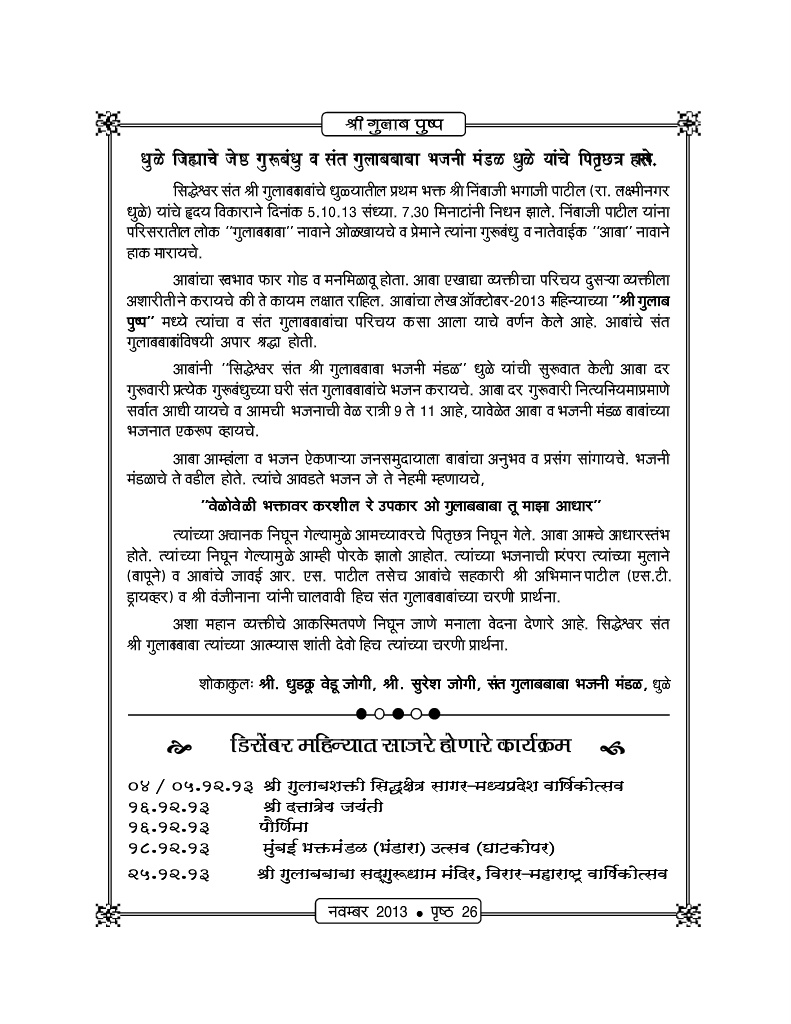 श्री गुलाब पुष्प
धुळे जिह्याचे जेष्ठ गुरूबंधु व संत गुलाबबाबा भजनी मंडळ धुळे यांचे पितृछत्र हारले.
सिद्धेश्वर संत श्री गुलाबबाबांचे धुळ्यातील प्रथम भक्त श्री निंबाजी भगाजी पाटील (रा. लक्ष्मीनगर
धुळे) यांचे हृदय विकाराने दिनांक 5.10.13 संध्या. 7.30 मिनाटांनी निधन झाले. निंबाजी पाटील यांना
परिसरातील लोक "गुलाबबाबा" नावाने ओळखायचे व प्रेमाने त्यांना गुरूबंधु व नातेवाईक "आबा" नावाने
हाक मारायचे.
आबांचा स्वभाव फार गोड व मनमिळावू होता. आबा एखाद्या व्यक्तीचा परिचय दुसऱ्या व्यक्तीला
अशारीतीने करायचे की ते कायम लक्षात राहिल. आबांचा लेख ऑक्टोबर-2013 महिन्याच्या "श्री गुलाब
पुष्प" मध्ये त्यांचा व संत गुलाबबाबांचा परिचय कसा आला याचे वर्णन केले आहे. आबांचे संत
गुलाबबाबांविषयी अपार श्रद्धा होती.
आबांनी "सिद्धेश्वर संत श्री गुलाबबाबा भजनी मंडळ" धुळे यांची सुरूवात केली. आबा दर
गुरूवारी प्रत्येक गुरूबंधुच्या घरी संत गुलाबबाबांचे भजन करायचे. आबा दर गुरूवारी नित्यनियमाप्रमाणे
सर्वात आधी यायचे व आमची भजनाची वेळ रात्री 9 ते 11 आहे, यावेळेत आबा व भजनी मंडळ बाबांच्या
भजनात एकरूप व्हायचे.
आबा आम्हांला व भजन ऐकणाऱ्या जनसमुदायाला बाबांचा अनुभव व प्रसंग सांगायचे. भजनी
मंडळाचे ते वडील होते. त्यांचे आवडते भजन जे ते नेहमी म्हणायचे,
"वेळोवेळी भक्तावर करशील रे उपकार ओ गुलाबबाबा तू माझा आधार"
त्यांच्या अचानक निघून गेल्यामुळे आमच्यावरचे पितृछत्र निघून गेले. आबा आमचे आधारस्तंभ
होते. त्यांच्या निघून गेल्यामुळे आम्ही पोरके झालो आहोत. त्यांच्या भजनाची परंपरा त्यांच्या मुलाने
(बापूने) व आबांचे जावई आर. एस. पाटील तसेच आबांचे सहकारी श्री अभिमान पाटील (एस.टी.
ड्रायव्हर) व श्री वंजीनाना यांनी चालवावी हिच संत गुलाबबाबांच्या चरणी प्रार्थना.
अशा महान व्यक्तीचे आकस्मितपणे निघून जाणे मनाला वेदना देणारे आहे. सिद्धेश्वर संत
श्री गुलाबबाबा त्यांच्या आत्म्यास शांती देवो हिच त्यांच्या चरणी प्रार्थना.
शोकाकुलः श्री. धुडकू वेडू जोगी, श्री. सुरेश जोगी, संत गुलाबबाबा भजनी मंडळ, धुळे
डिसेंबर महिन्यात साजरे होणारे कार्यक्रम
०४ / ०५.१२.१३ श्री गुलाबशक्ती सिद्धक्षेत्र सागर-मध्यप्रदेश वार्षिकोत्सव
१६.१२.१३ श्री दत्तात्रेय जयंती
१६.१२.१३ पौर्णिमा
१८.१२.१३ मुंबई भक्तमंडळ (भंडारा) उत्सव (घाटकोपर)
२५.१२.१३ श्री गुलाबबाबा सद्गुरूधाम मंदिर, विरार-महाराष्ट्र वार्षिकोत्सव
नवम्बर 2013 ● पृष्ठ 26